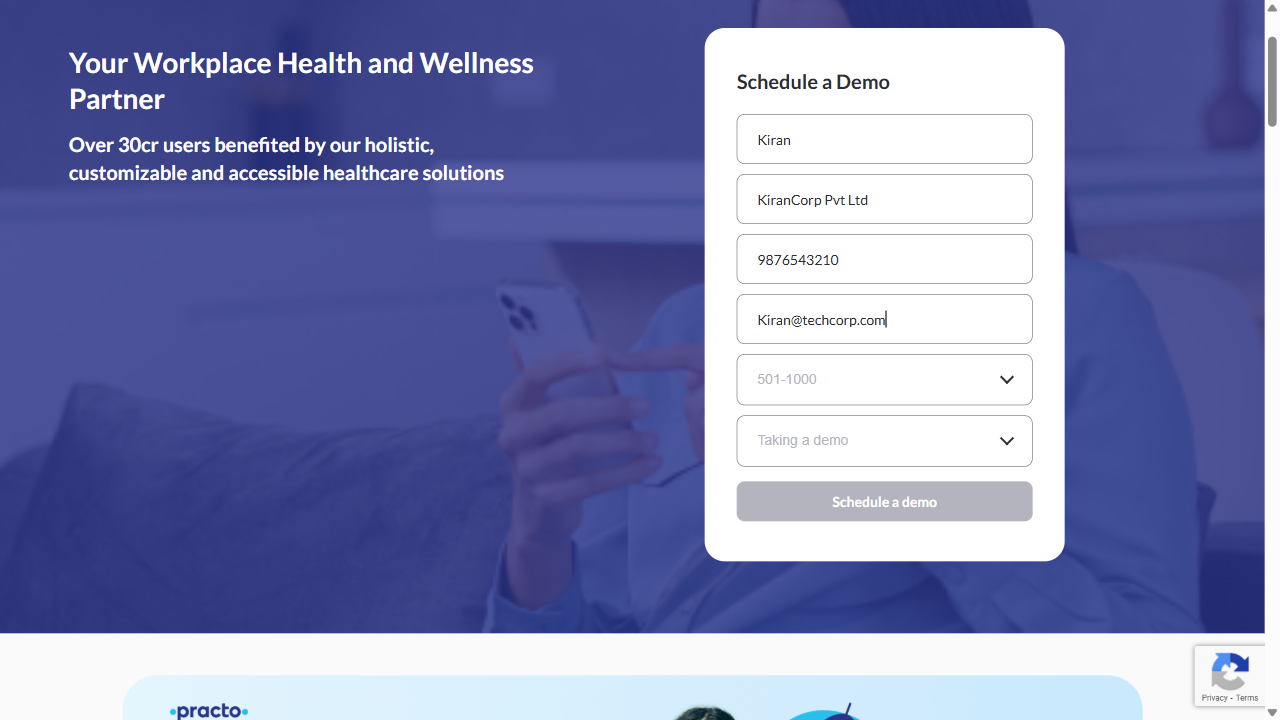 Your Workplace Health and Wellness
Partner
Over 30cr users benefited by our holistic,
customizable and accessible healthcare solutions
Schedule a Demo
Kiran
KiranCorp Pvt Ltd
9876543210
Kiran@techcorp.com
501-1000
Taking a demo
Schedule a demo
Privacy - Terms
•practo•